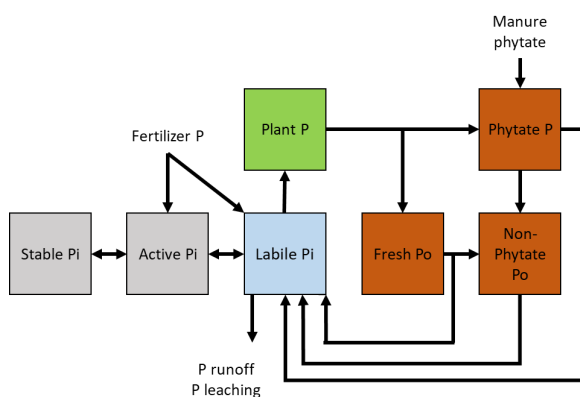 Manure
phytate
Plant P
Phytate P
Fertilizer P
Stable Pi
Active Pi
Labile Pi
Fresh Po
Non-
Phytate
Po
P runoff
P leaching